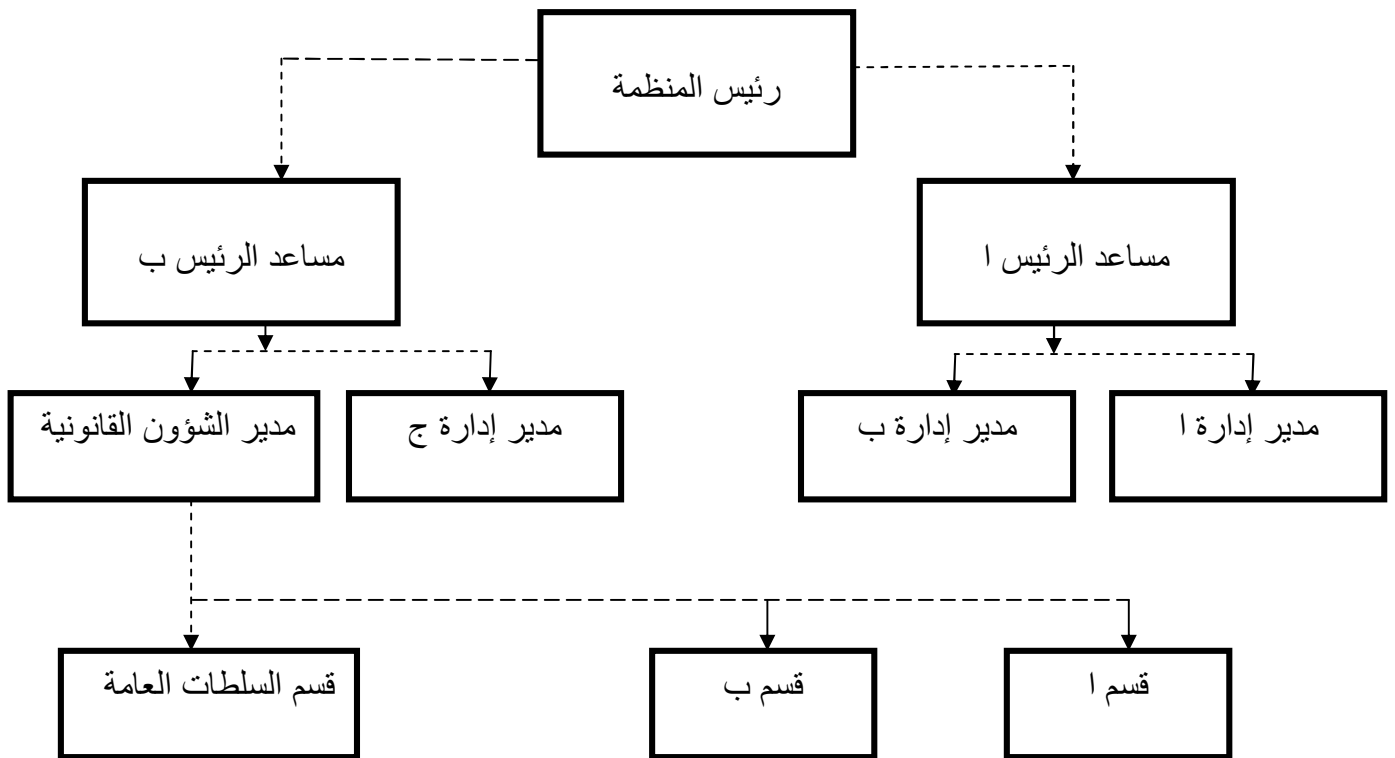 رئيس المنظمة
مساعد الرئيس ا
مساعد الرئيس ب
مدير إدارة ا
مدير إدارة ب
مدير إدارة ج
مدير الشؤون القانونية
قسم ا
قسم ب
قسم السلطات العامة